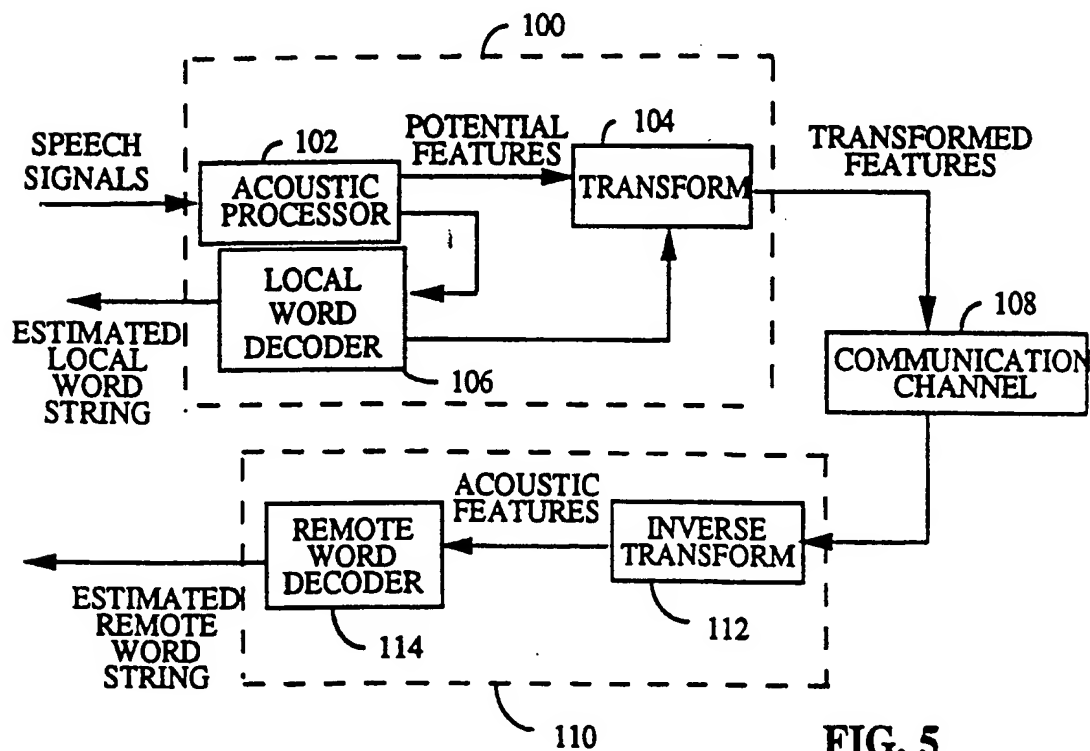 100
SPEECH
SIGNALS
102
ACOUSTIC
PROCESSOR
POTENTIAL
FEATURES
104
TRANSFORM
TRANSFORMED
FEATURES
LOCAL
WORD
DECODER
106
ESTIMATED
LOCAL
WORD
STRING
108
COMMUNICATION
CHANNEL
ACOUSTIC
FEATURES
REMOTE
WORD
DECODER
114
INVERSE
TRANSFORM
112
ESTIMATED
REMOTE
WORD
STRING
110
FIG. 5